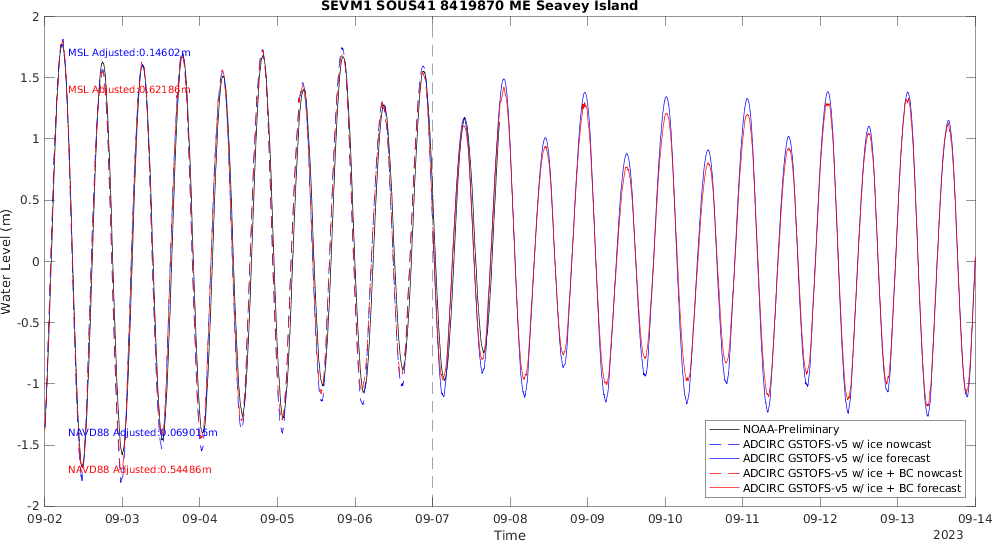 SEVM1 SOUS41 8419870 ME Seavey Island
2
1.5
1
0.5
0
-0.5
-1
-1.5
-2
Water Level (m)
MSL Adjusted:0.14602m
MSL Adjusted:0.62186m
NAVD88 Adjusted:0.069015m
NAVD88 Adjusted:0.54486m
NOAA-Preliminary
ADCIRC GSTOFS-v5 w/ ice nowcast
ADCIRC GSTOFS-v5 w/ ice forecast
ADCIRC GSTOFS-v5 w/ ice + BC nowcast
ADCIRC GSTOFS-v5 w/ ice + BC forecast
09-02 09-03 09-04 09-05 09-06 09-07 09-08 09-09 09-10 09-11 09-12 09-13 09-14
Time
2023